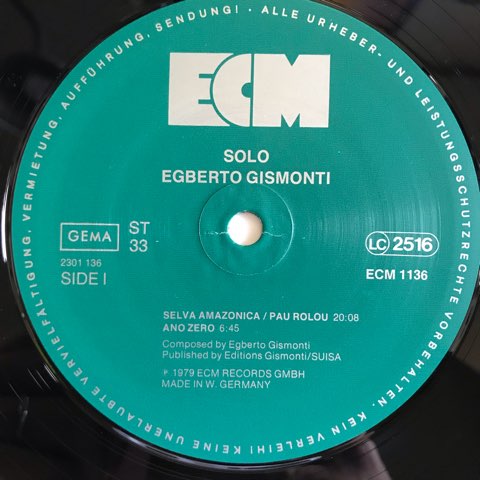 ALLE URHEBER- UND LEISTUNGSSCHUTZRECHTE VORBEHALTEN. KEIN VERLEIH! KEINE UNERLAUBTE VERVIELFÄLTIGUNG, VERMIETUNG, AUFFÜHRUNG, SENDUNG! ·
ECM
SOLO
EGBERTO GISMONTI
GEMA
ST
33
2301 136
SIDE I
LC 2516
ECM 1136
SELVA AMAZONICA / PAU ROLOU 20:08
ANO ZERO 6:45
Composed by Egberto Gismonti
Published by Editions Gismonti/SUISA
℗ 1979 ECM RECORDS GMBH
MADE IN W. GERMANY